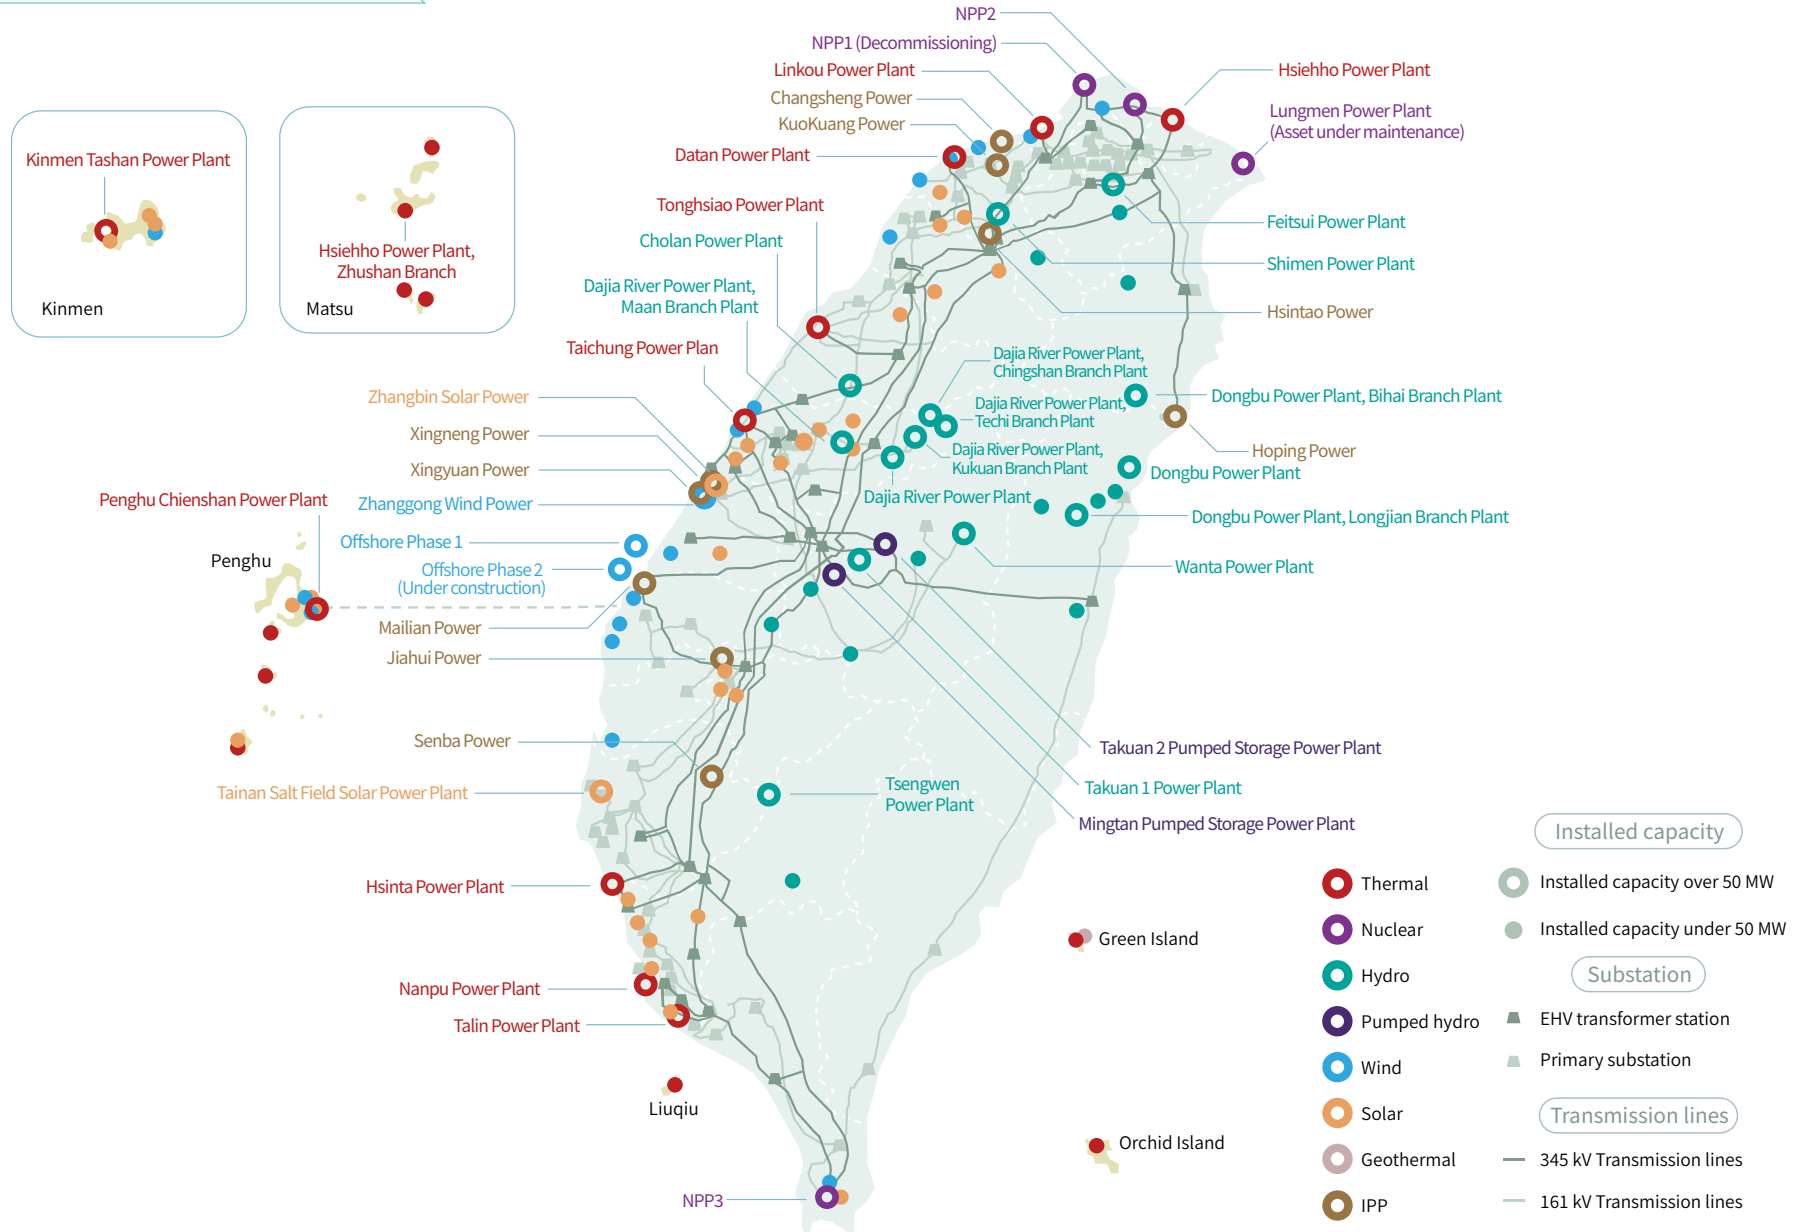 NPP2
NPP1 (Decommissioning)
Linkou Power Plant
Changsheng Power
KuoKuang Power
Datan Power Plant
Tonghsiao Power Plant
Cholan Power Plant
Dajia River Power Plant,
Maan Branch Plant
Taichung Power Plan
Hsiehho Power Plant
Lungmen Power Plant
(Asset under maintenance)
Kinmen Tashan Power Plant
Kinmen
Hsiehho Power Plant,
Zhushan Branch
Matsu
Feitsui Power Plant
Shimen Power Plant
Hsintao Power
Dajia River Power Plant,
Chingshan Branch Plant
Dajia River Power Plant,
Techi Branch Plant
Dajia River Power Plant,
Kukuan Branch Plant
Dajia River Power Plant
Dongbu Power Plant, Bihai Branch Plant
Hoping Power
Dongbu Power Plant
Dongbu Power Plant, Longjian Branch Plant
Wanta Power Plant
Zhangbin Solar Power
Xingneng Power
Xingyuan Power
Zhanggong Wind Power
Penghu Chienshan Power Plant
Penghu
Offshore Phase 1
Offshore Phase 2
(Under construction)
Mailian Power
Jiahui Power
Senba Power
Tainan Salt Field Solar Power Plant
Takuan 2 Pumped Storage Power Plant
Takuan 1 Power Plant
Mingtan Pumped Storage Power Plant
Tsengwen
Power Plant
Hsinta Power Plant
Nanpu Power Plant
Talin Power Plant
Liuqiu
Green Island
Orchid Island
NPP3
Thermal
Nuclear
Hydro
Pumped hydro
Wind
Solar
Geothermal
IPP
Installed capacity
Installed capacity over 50 MW
Installed capacity under 50 MW
Substation
EHV transformer station
Primary substation
Transmission lines
345 kV Transmission lines
161 kV Transmission lines